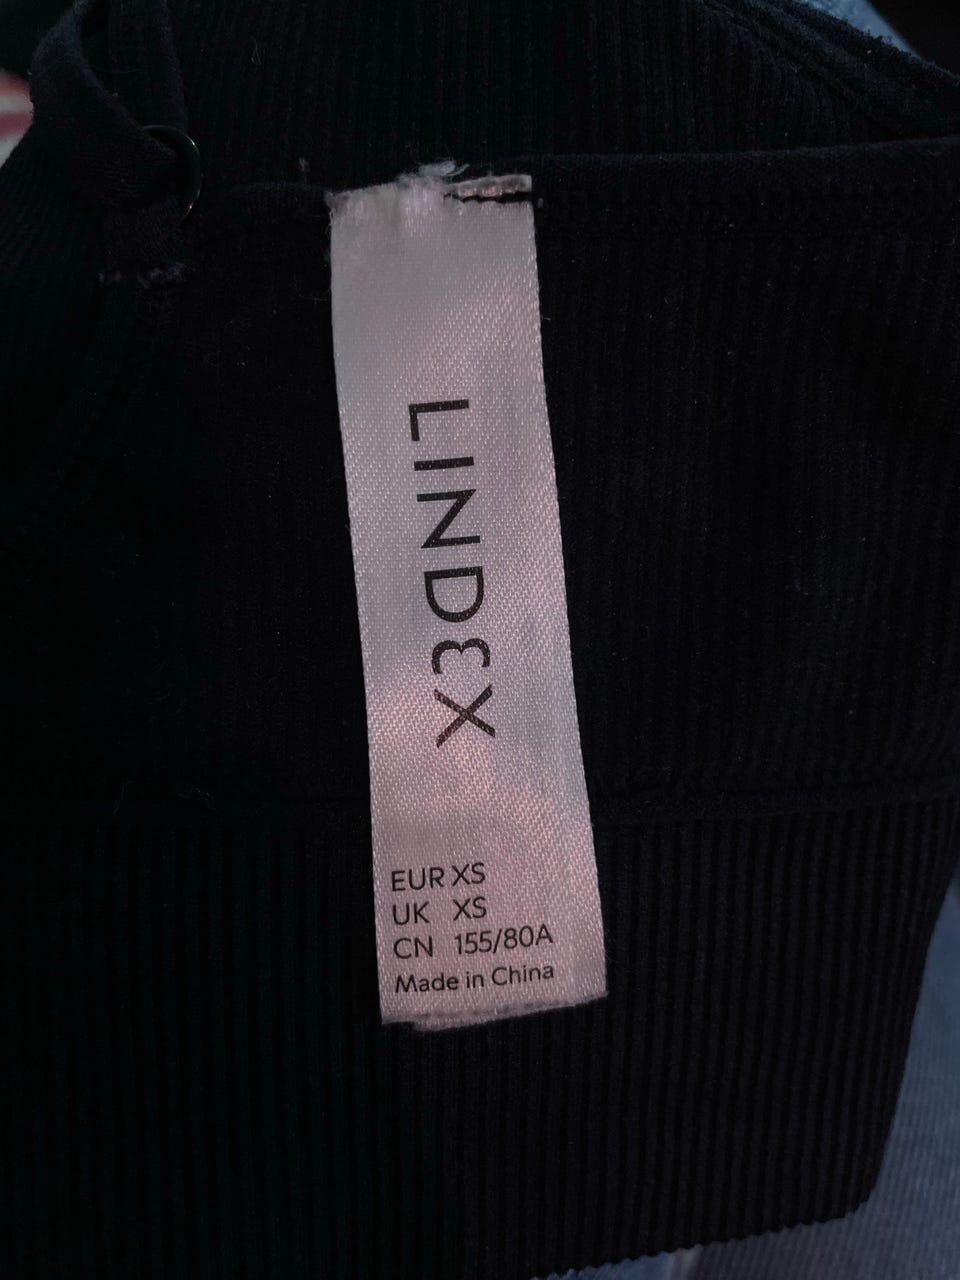 LINDEX
EUR XS
UK XS
CN 155/80A
Made in China